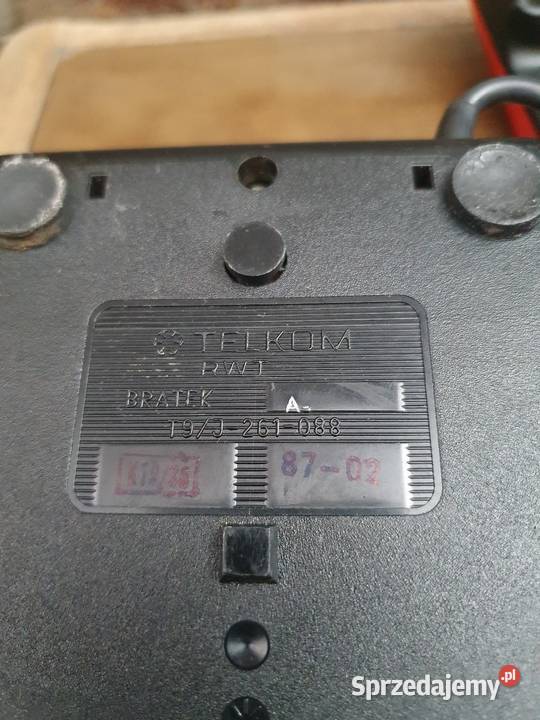 TELKOM
RWT
BRATEK A-
T9/J-261-088
87-02
Sprzedajemy.pl